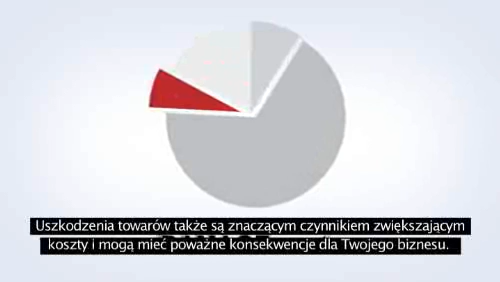 Uszkodzenia towarów także są znaczącym czynnikiem zwiększającym
koszty i mogą mieć poważne konsekwencje dla Twojego biznesu.